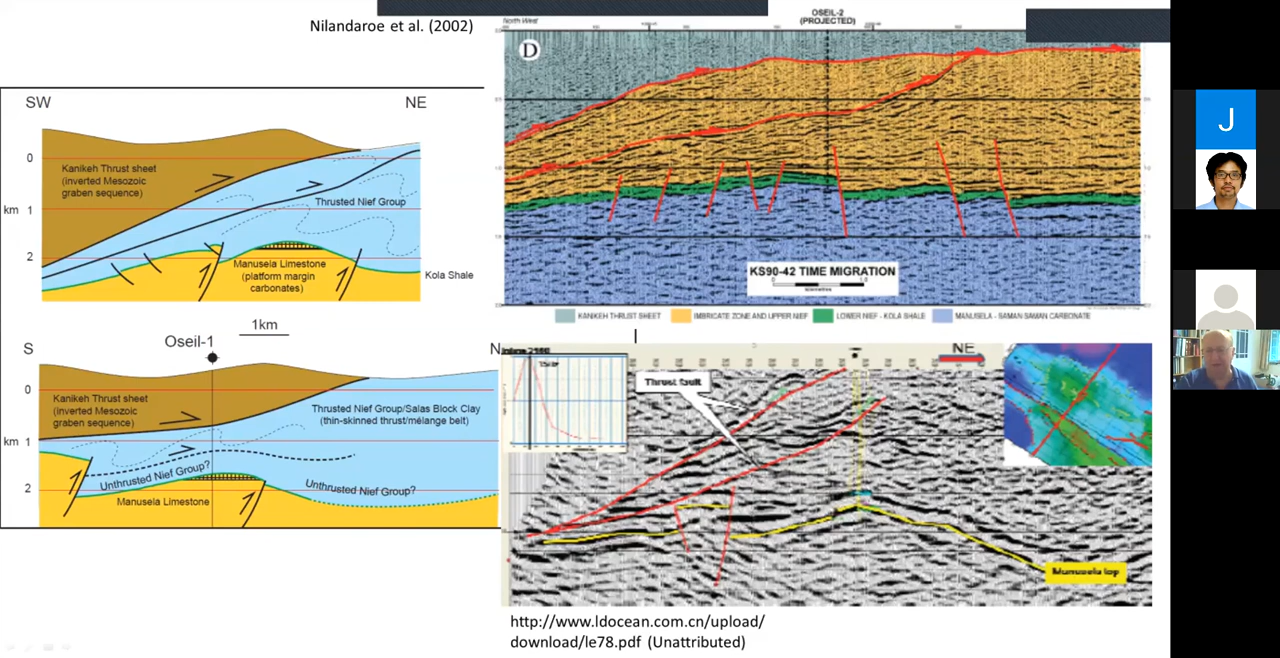 Nilandaroe et al. (2002)
North West
OSEIL-2
(PROJECTED)
D
SW
NE
0
km 1
2
Kanikeh Thrust sheet
(inverted Mesozoic
graben sequence)
Thrusted Nief Group
Manusela Limestone
(platform margin
carbonates)
Kola Shale
KS90-42 TIME MIGRATION
KANIKEH THRUST SHEET
IMBRICATE ZONE AND UPPER NIEF
LOWER NIEF - KOLA SHALE
MANUSELA - SAMAN SAMAN CARBONATE
1km
S
Oseil-1
N
0
km 1
2
Kanikeh Thrust sheet
(inverted Mesozoic
graben sequence)
Thrusted Nief Group/Salas Block Clay
(thin-skinned thrust/mélange belt)
Unthrusted Nief Group?
Unthrusted Nief Group?
Manusela Limestone
NE
Thrust fault
Manusela top
http://www.ldocean.com.cn/upload/
download/le78.pdf (Unattributed)
J